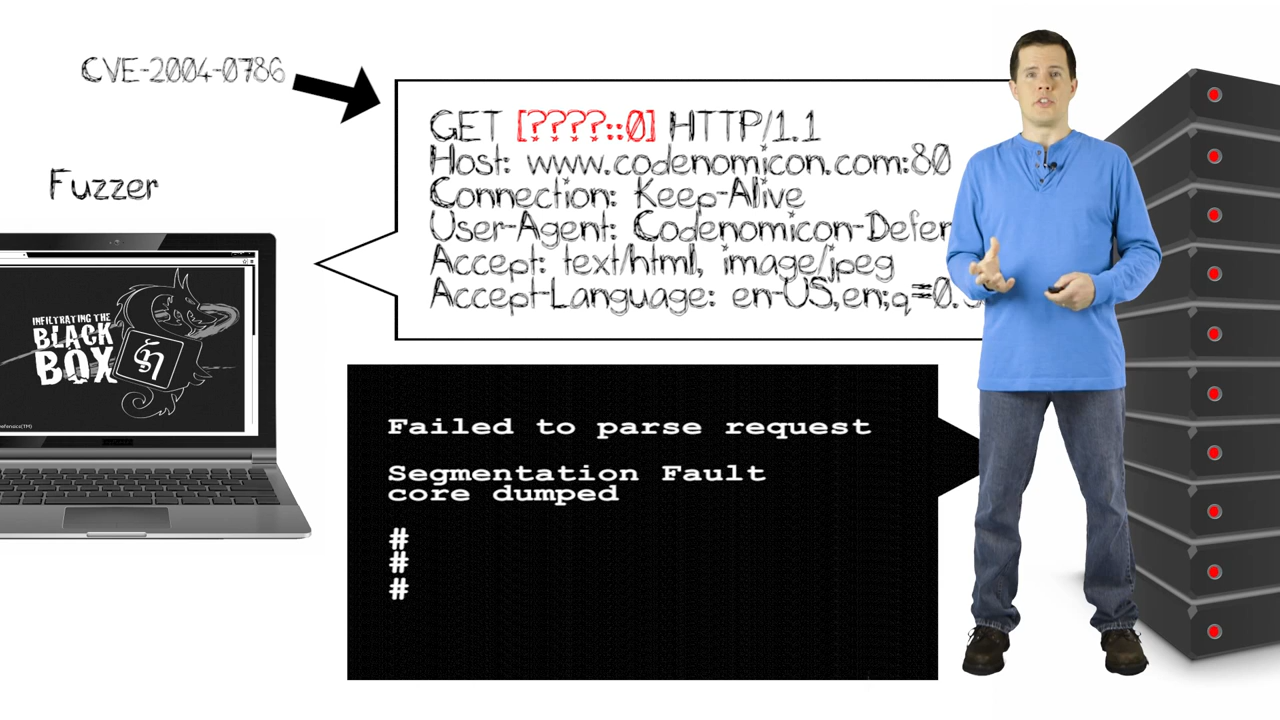 CVE-2004-0786
Fuzzer
GET [????::0] HTTP/1.1
Host: www.codenomicon.com:80
Connection: Keep-Alive
User-Agent: Codenomicon-Defen
Accept: text/html, image/jpeg
Accept-Language: en-US,en;q=0.5
INFILTRATING THE
BLACK
BOX
Failed to parse request
Segmentation Fault
core dumped
#
#
#